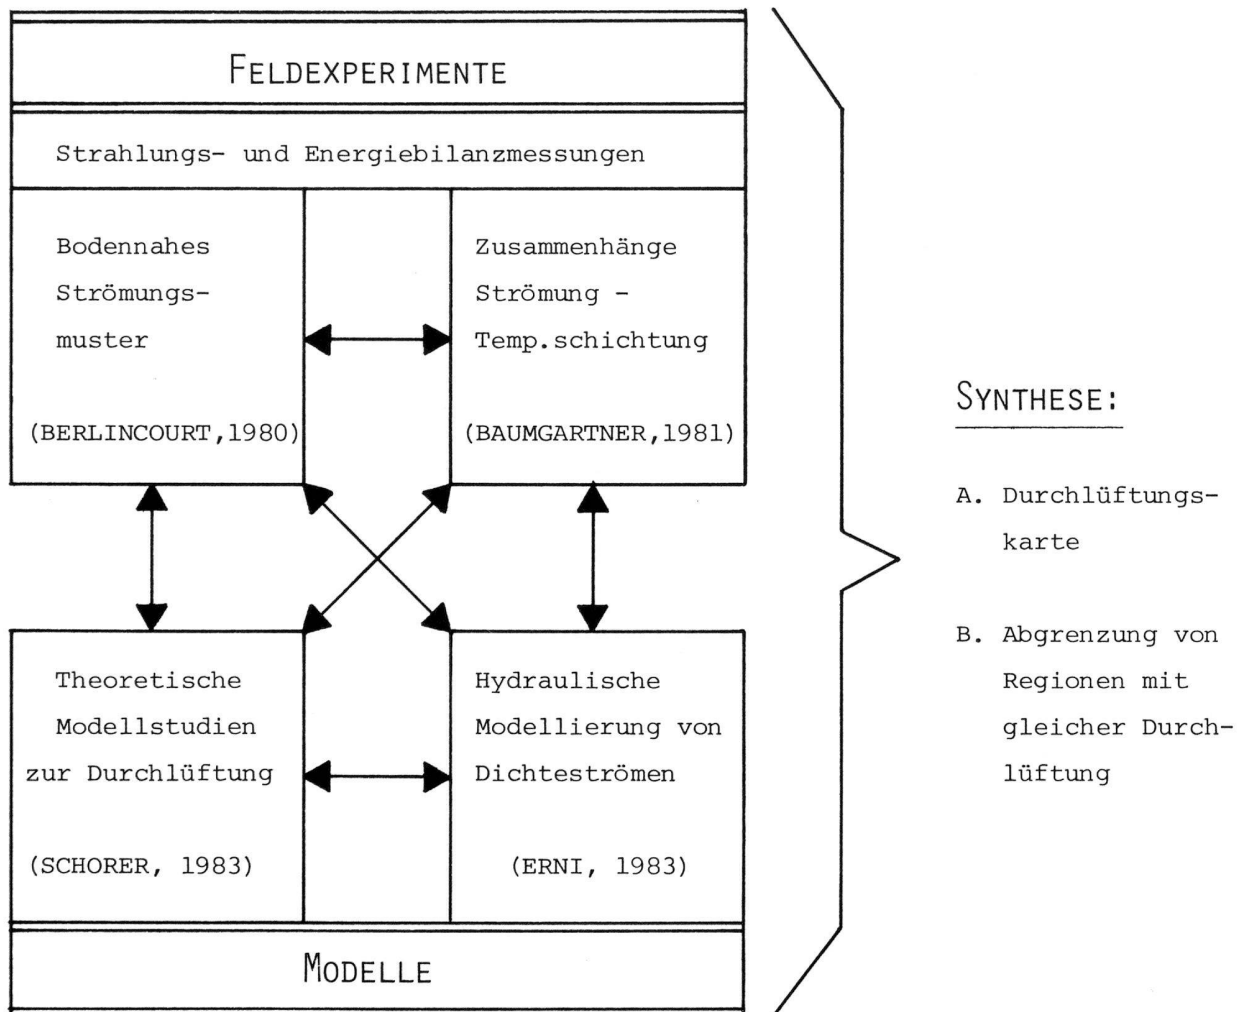 FELDEXPERIMENTE
Strahlungs- und Energiebilanzmessungen
Bodennahes
Strömungs-
muster
(BERLINCOURT,1980)
Zusammenhänge
Strömung -
Temp.schichtung
(BAUMGARTNER,1981)
Theoretische
Modellstudien
zur Durchlüftung
(SCHORER, 1983)
Hydraulische
Modellierung von
Dichteströmen
(ERNI, 1983)
MODELLE
SYNTHESE:
A. Durchlüftungs-
karte
B. Abgrenzung von
Regionen mit
gleicher Durch-
lüftung